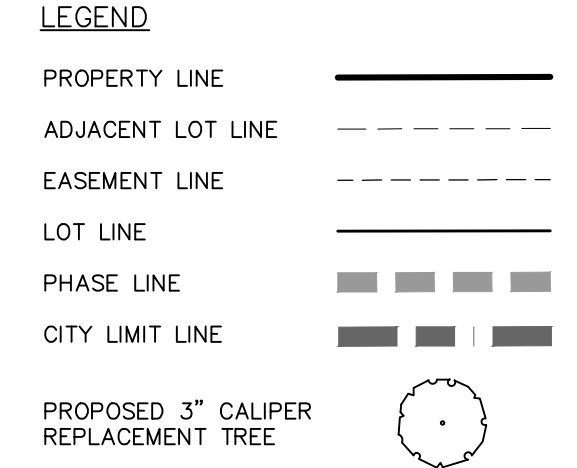 LEGEND
PROPERTY LINE
ADJACENT LOT LINE
EASEMENT LINE
LOT LINE
PHASE LINE
CITY LIMIT LINE
PROPOSED 3" CALIPER
REPLACEMENT TREE